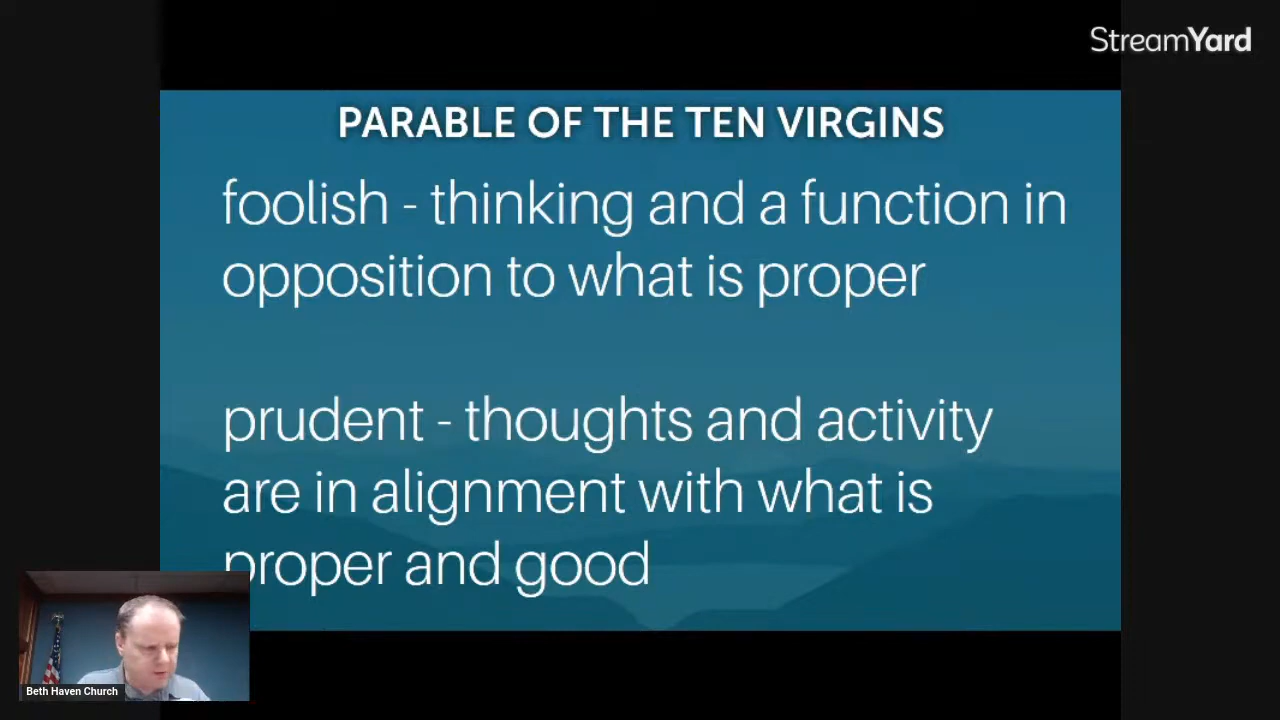 StreamYard
PARABLE OF THE TEN VIRGINS
foolish - thinking and a function in
opposition to what is proper
prudent - thoughts and activity
are in alignment with what is
proper and good
Beth Haven Church